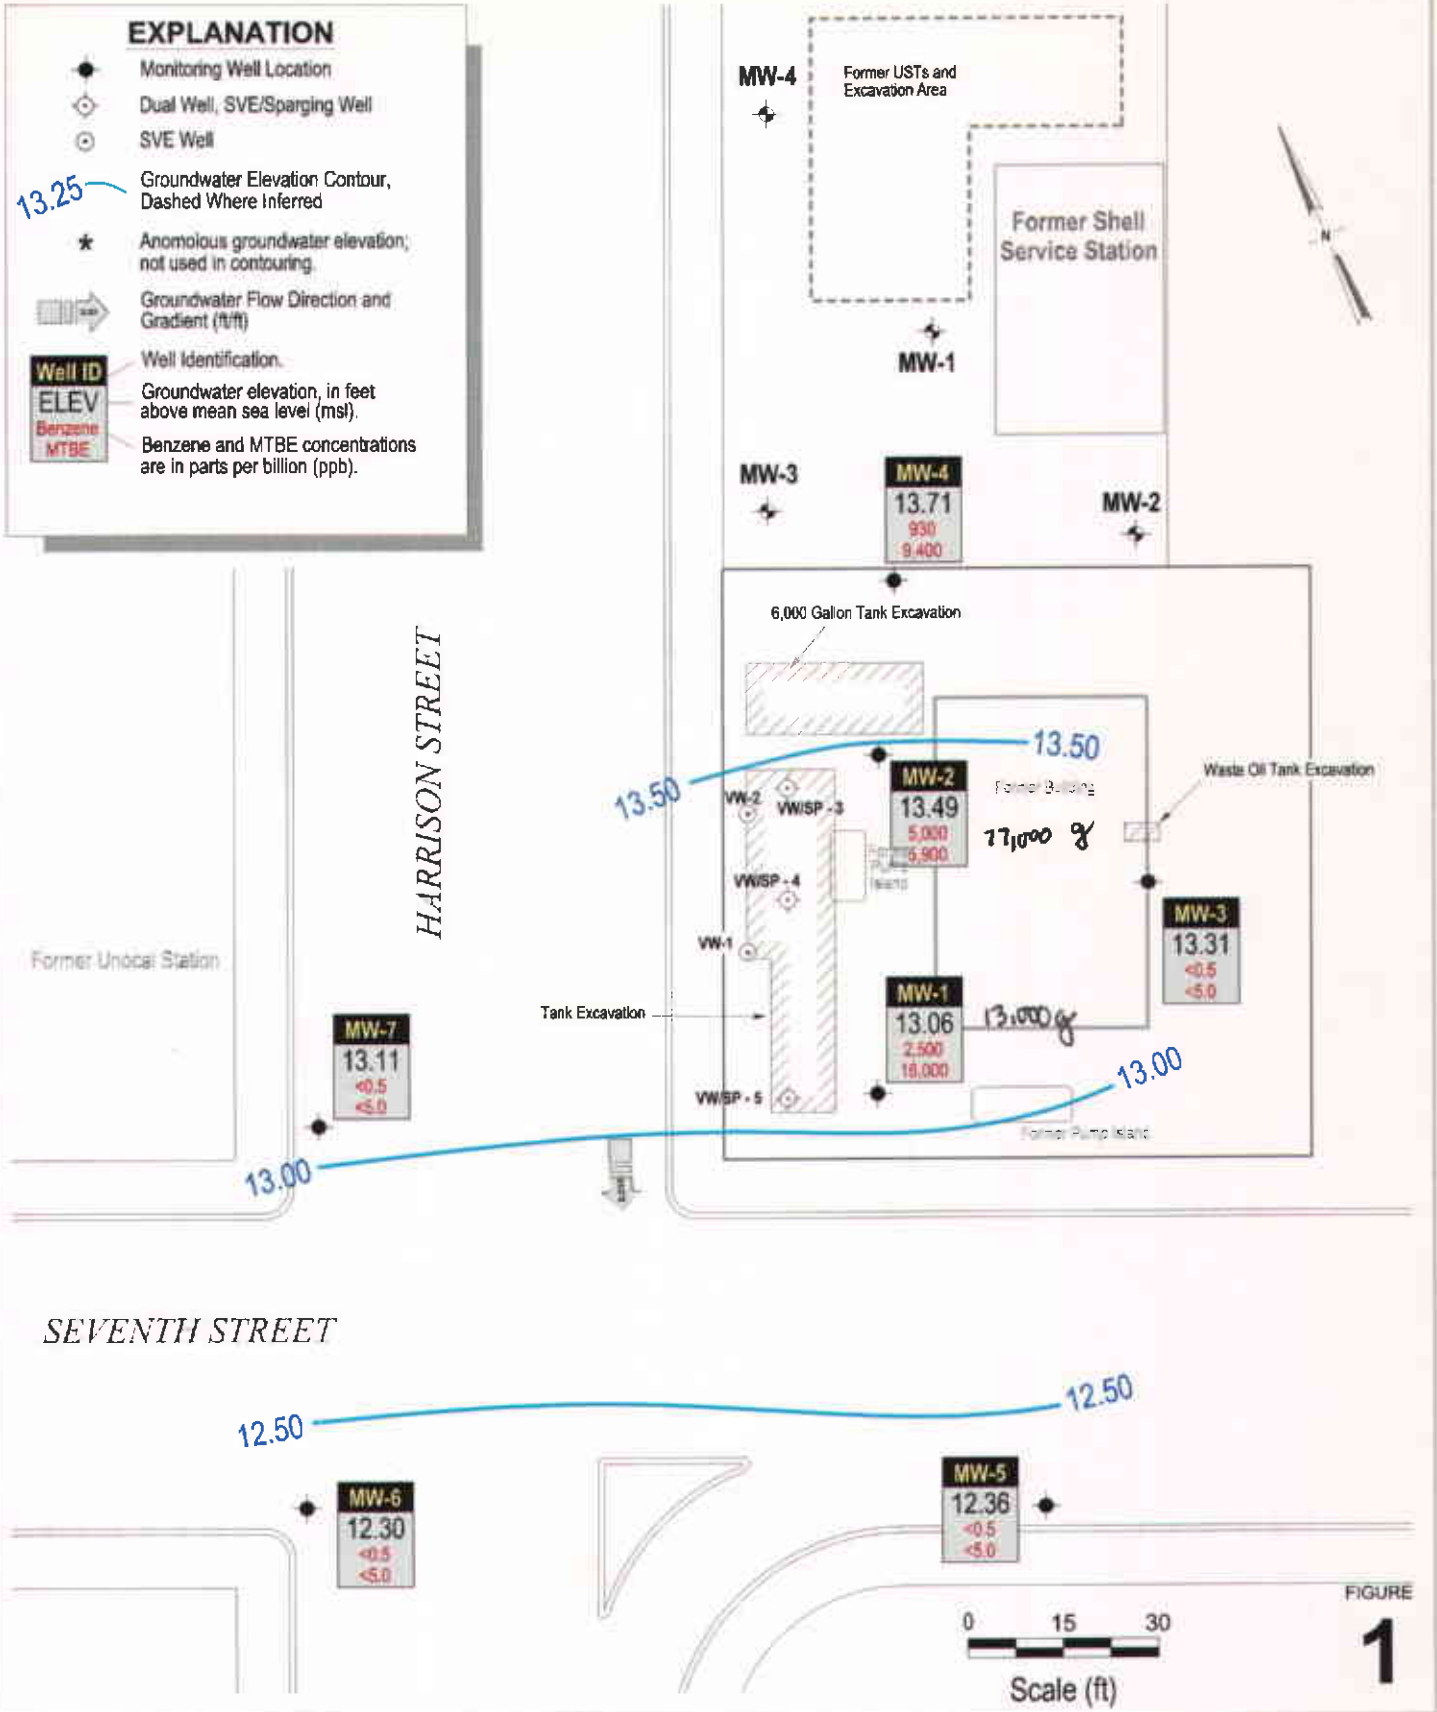 EXPLANATION
Monitoring Well Location
Dual Well, SVE/Sparging Well
SVE Well
13.25
Groundwater Elevation Contour,
Dashed Where Inferred
*
Anomolous groundwater elevation;
not used in contouring.
Groundwater Flow Direction and
Gradient (ft/ft)
Well ID
ELEV
Benzene
MTBE
Well Identification.
Groundwater elevation, in feet
above mean sea level (msl).
Benzene and MTBE concentrations
are in parts per billion (ppb).
MW-4
Former USTs and
Excavation Area
N
Former Shell
Service Station
MW-1
MW-3
MW-4
13.71
930
9,400
MW-2
6,000 Gallon Tank Excavation
HARRISON STREET
13.50
13.50
Waste Oil Tank Excavation
VW-2
VW/SP - 3
MW-2
13.49
5,000
5,900
Former Building
77,000 g
Island
VW/SP - 4
VW-1
MW-3
13.31
<0.5
<5.0
Former Unocal Station
Tank Excavation
MW-1
13.06
2,500
16,000
13,000 g
MW-7
13.11
<0.5
<5.0
13.00
VW/SP - 5
Former Pump Island
13.00
SEVENTH STREET
12.50
12.50
MW-6
12.30
<0.5
<5.0
MW-5
12.36
<0.5
<5.0
0 15 30
Scale (ft)
FIGURE
1